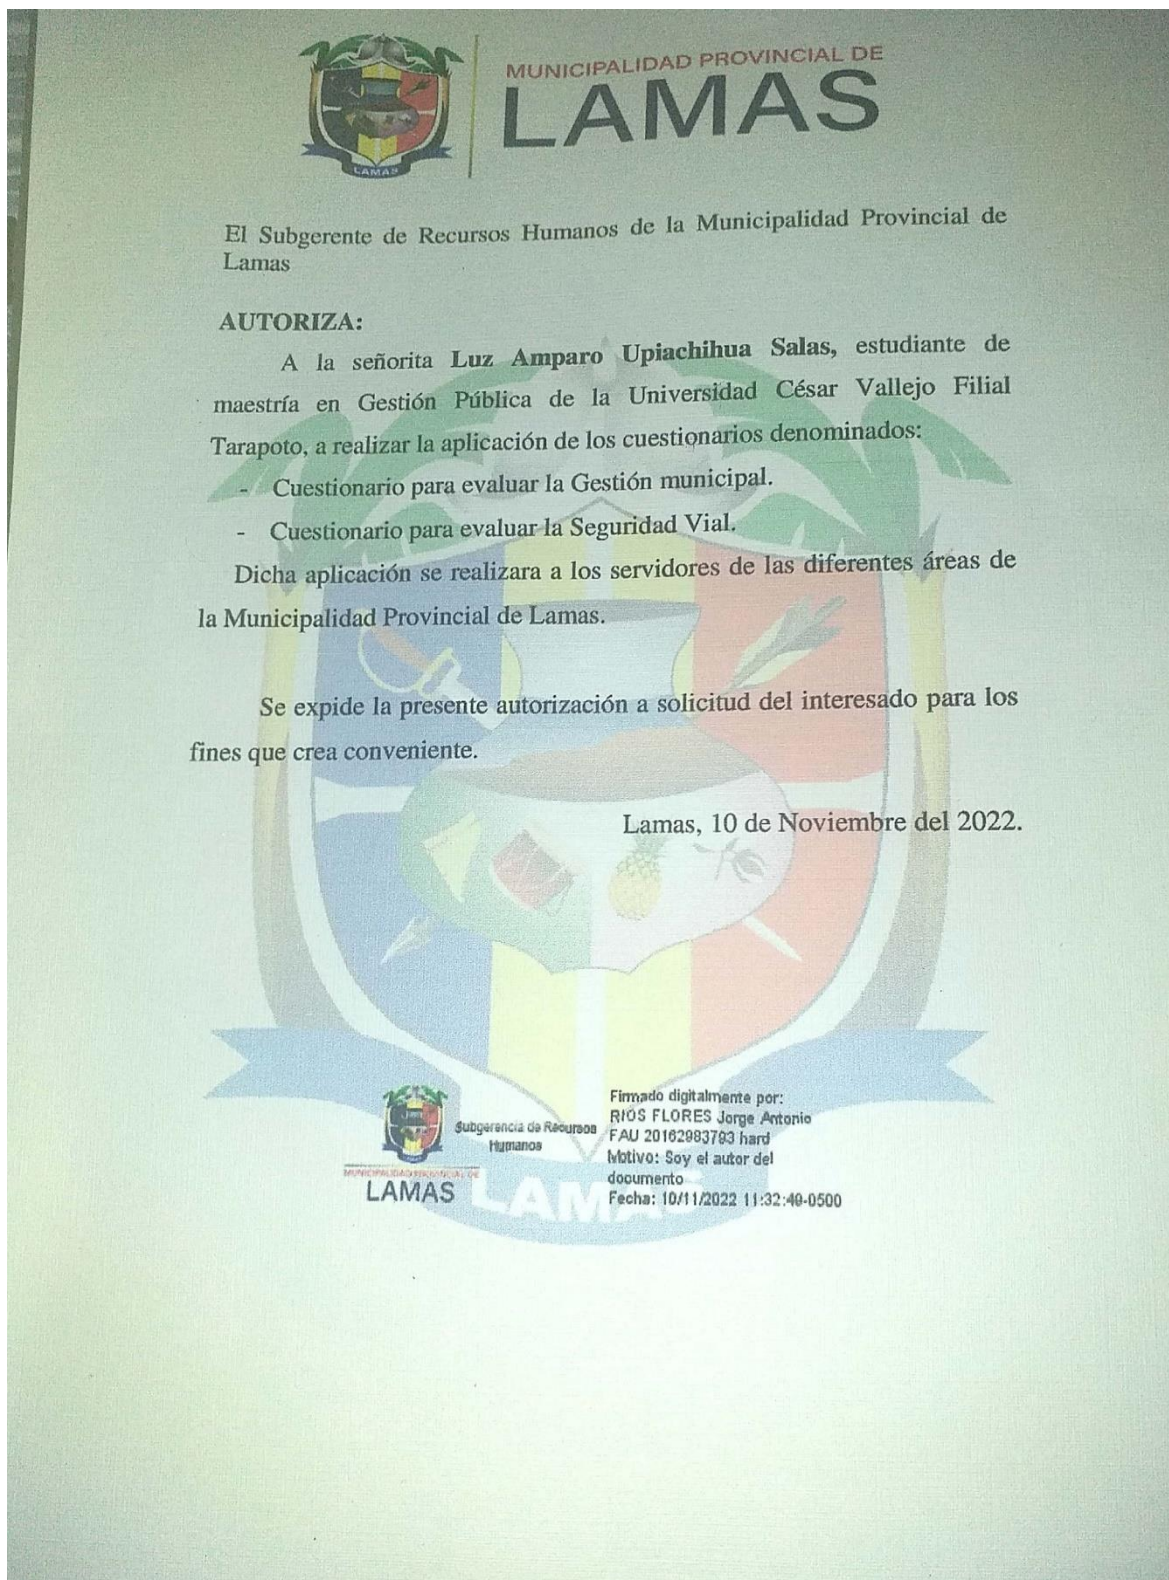 MUNICIPALIDAD PROVINCIAL DE
LAMAS
LAMAS
El Subgerente de Recursos Humanos de la Municipalidad Provincial de
Lamas
AUTORIZA:
A la señorita Luz Amparo Upiachihua Salas, estudiante de
maestría en Gestión Pública de la Universidad César Vallejo Filial
Tarapoto, a realizar la aplicación de los cuestionarios denominados:
- Cuestionario para evaluar la Gestión municipal.
- Cuestionario para evaluar la Seguridad Vial.
Dicha aplicación se realizara a los servidores de las diferentes áreas de
la Municipalidad Provincial de Lamas.
Se expide la presente autorización a solicitud del interesado para los
fines que crea conveniente.
Lamas, 10 de Noviembre del 2022.
Subgerencia de Recursos
Humanos
MUNICIPALIDAD PROVINCIAL DE
LAMAS
Firmado digitalmente por:
RIOS FLORES Jorge Antonio
FAU 20162983793 hard
Motivo: Soy el autor del
documento
Fecha: 10/11/2022 11:32:49-0500
LAMAS